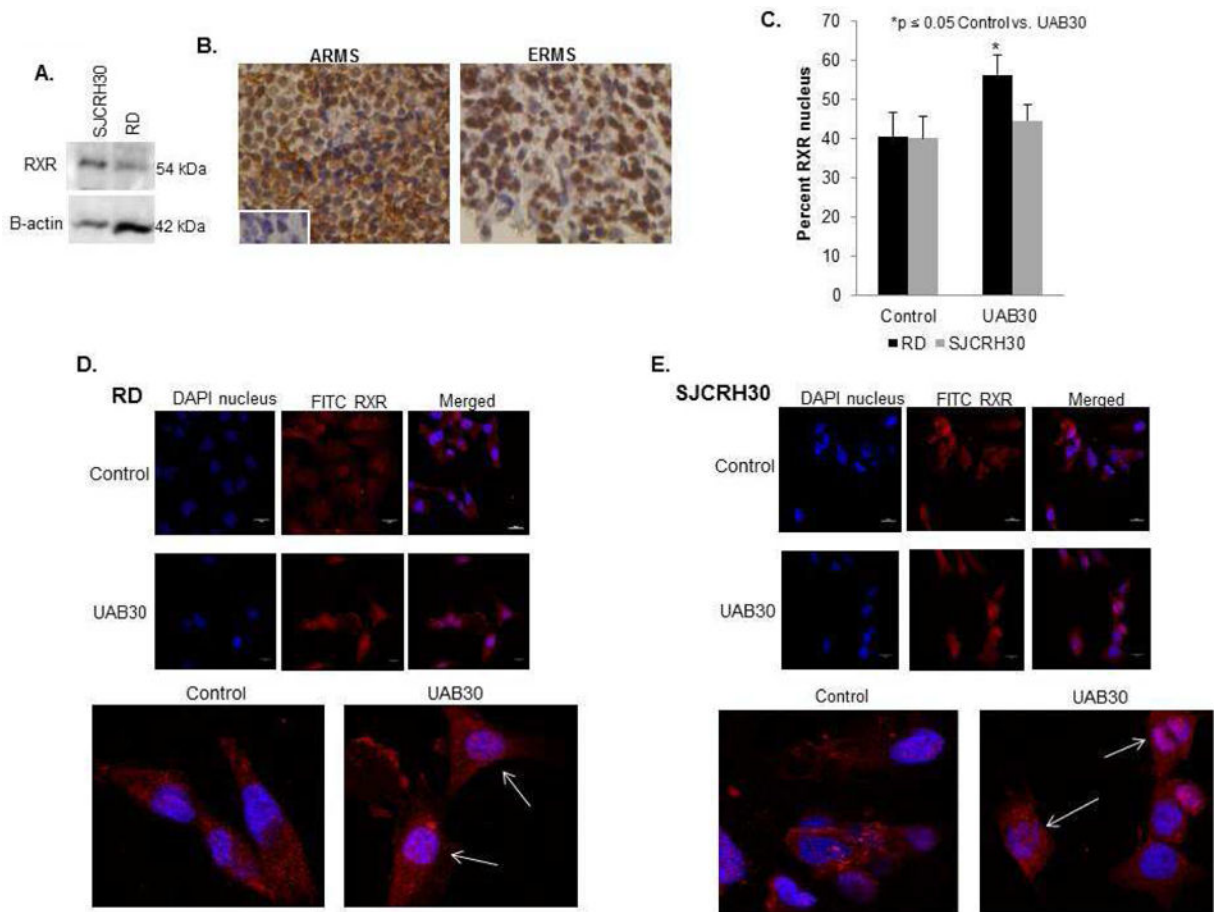 A.
SJCRH30
RD
RXR
54 kDa
B-actin
42 kDa
B.
ARMS
ERMS
C.
*p ≤ 0.05 Control vs. UAB30
*
Percent RXR nucleus
70
60
50
40
30
20
10
0
Control
UAB30
RD
SJCRH30
D.
RD
DAPI nucleus
FITC RXR
Merged
Control
UAB30
Control
UAB30
E.
SJCRH30
DAPI nucleus
FITC RXR
Merged
Control
UAB30
Control
UAB30